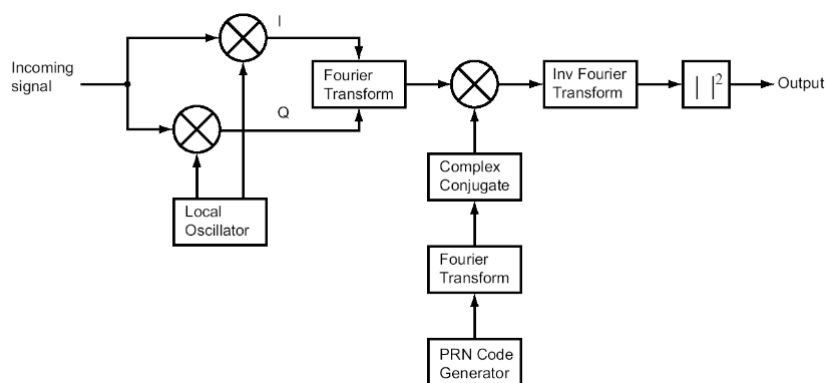 I
Incoming
signal
Fourier
Transform
Inv Fourier
Transform
| |²
Output
Q
Complex
Conjugate
Local
Oscillator
Fourier
Transform
PRN Code
Generator